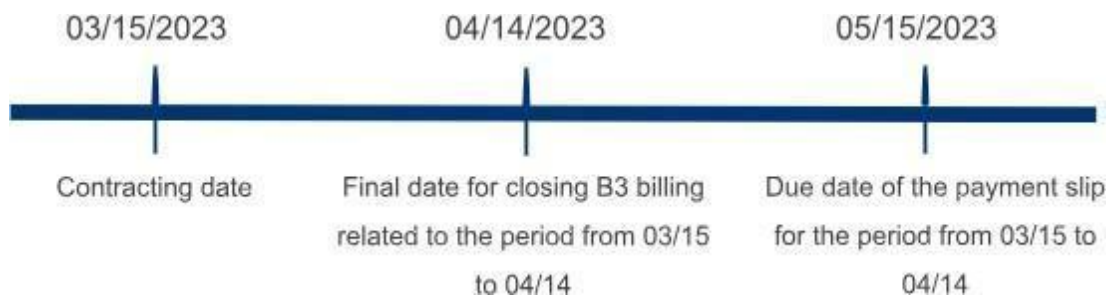 03/15/2023
04/14/2023
05/15/2023
Contracting date
Final date for closing B3 billing
related to the period from 03/15
to 04/14
Due date of the payment slip
for the period from 03/15 to
04/14